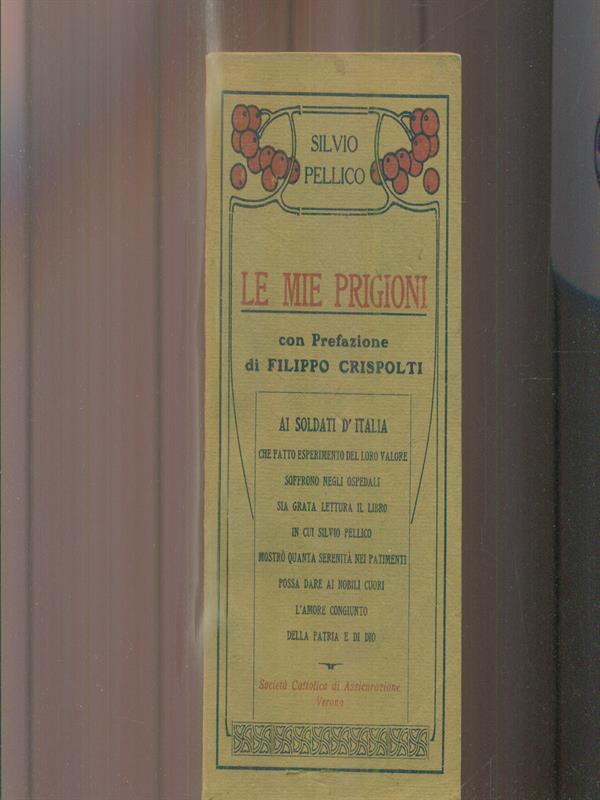 SILVIO
PELLICO
LE MIE PRIGIONI
con Prefazione
di FILIPPO CRISPOLTI
AI SOLDATI D'ITALIA
CHE FATTO ESPERIMENTO DEL LORO VALORE
SOFFRONO NEGLI OSPEDALI
SIA GRATA LETTURA IL LIBRO
IN CUI SILVIO PELLICO
MOSTRÒ QUANTA SERENITÀ NEI PATIMENTI
POSSA DARE AI NOBILI CUORI
L'AMORE CONGIUNTO
DELLA PATRIA E DI DIO
Società Cattolica di Assicurazione
Verona